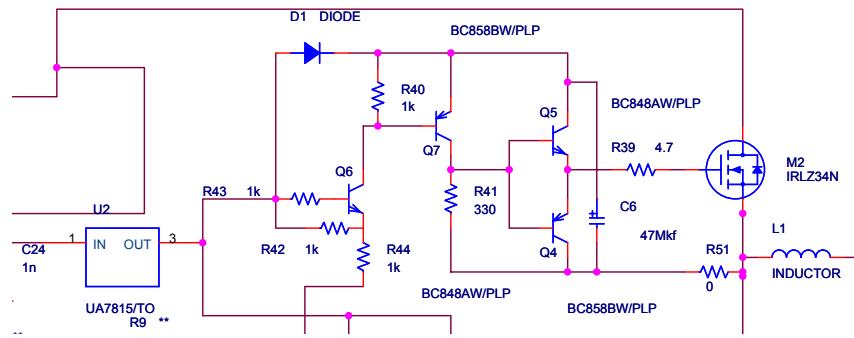 D1 DIODE
BC858BW/PLP
R40
1k
BC848AW/PLP
Q5
Q7
R39 4.7
M2
IRLZ34N
Q6
R43 1k
R41
330
C6
U2
1 IN OUT 3
47Mkf
L1
C24
1n
R42 1k
R44
1k
Q4
R51
0
INDUCTOR
BC848AW/PLP
BC858BW/PLP
UA7815/TO
R9 **
**